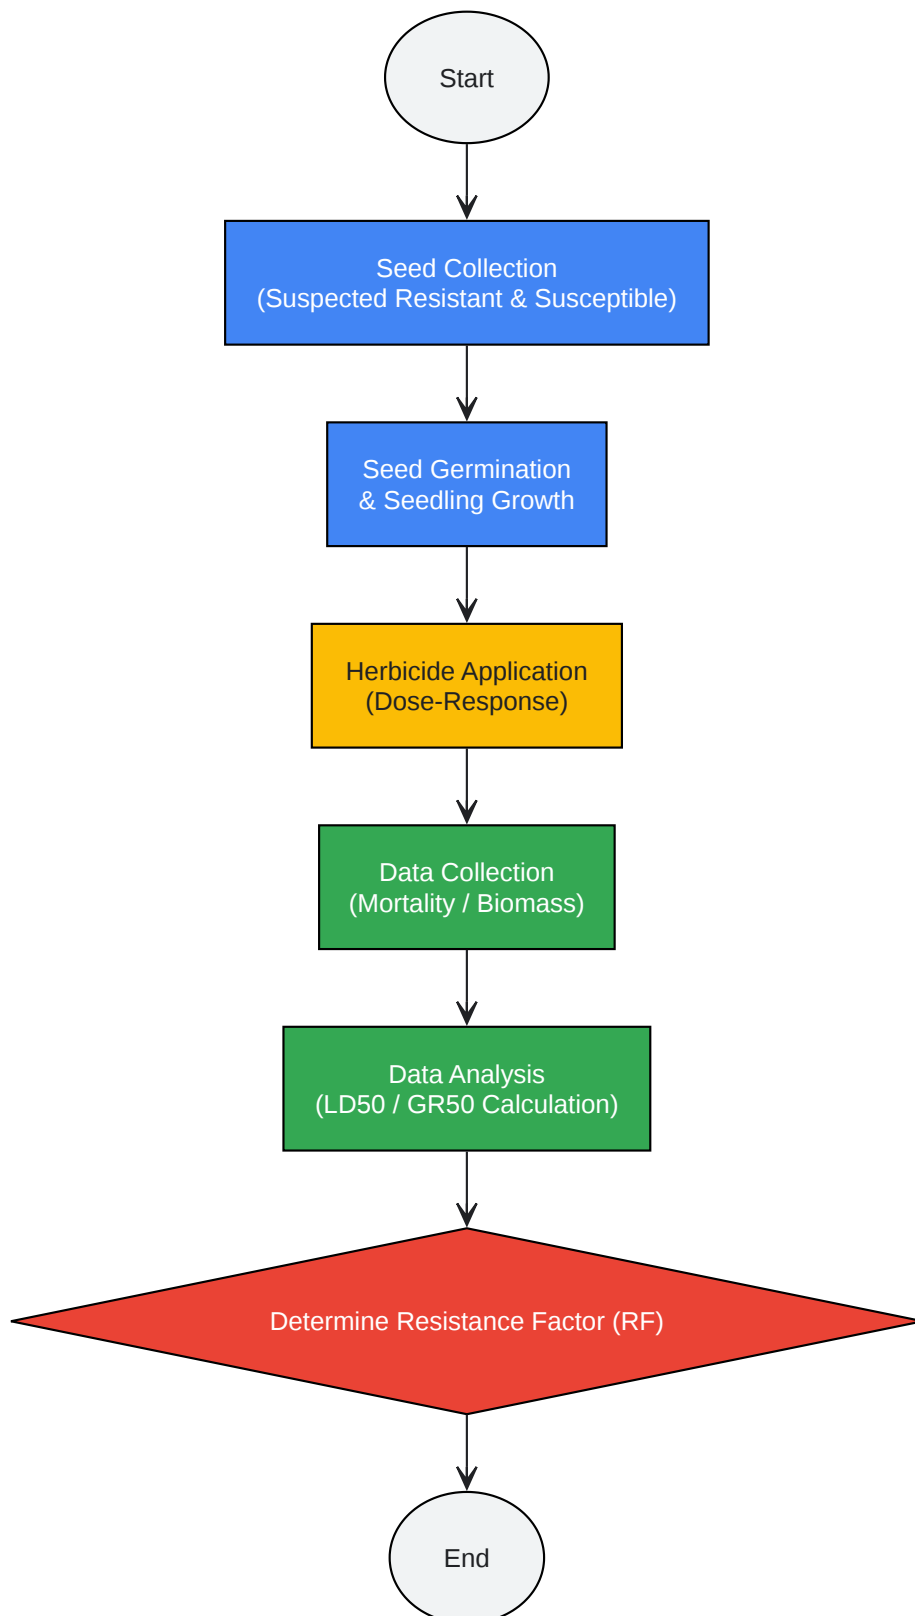 Start
Seed Collection
(Suspected Resistant & Susceptible)
Seed Germination
& Seedling Growth
Herbicide Application
(Dose-Response)
Data Collection
(Mortality / Biomass)
Data Analysis
(LD50 / GR50 Calculation)
Determine Resistance Factor (RF)
End